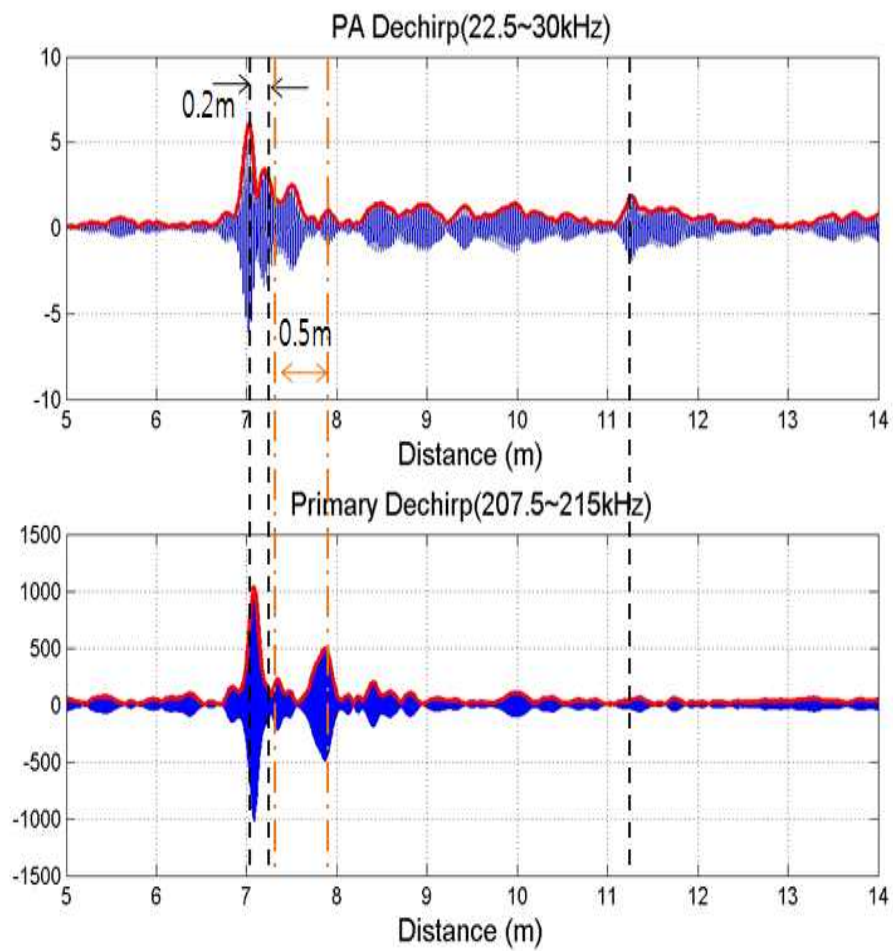 PA Dechirp(22.5~30kHz)
10
5
0
-5
-10
0.2m
0.5m
5 6 7 8 9 10 11 12 13 14
Distance (m)
Primary Dechirp(207.5~215kHz)
1500
1000
500
0
-500
-1000
-1500
5 6 7 8 9 10 11 12 13 14
Distance (m)